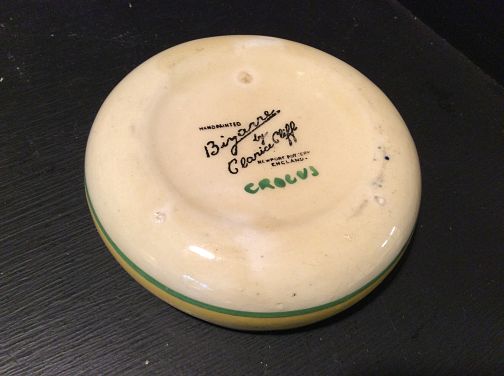 HANDPAINTED
Bizarre
by
Clarice Cliff
NEWPORT POTTERY
ENGLAND.
CROCUS